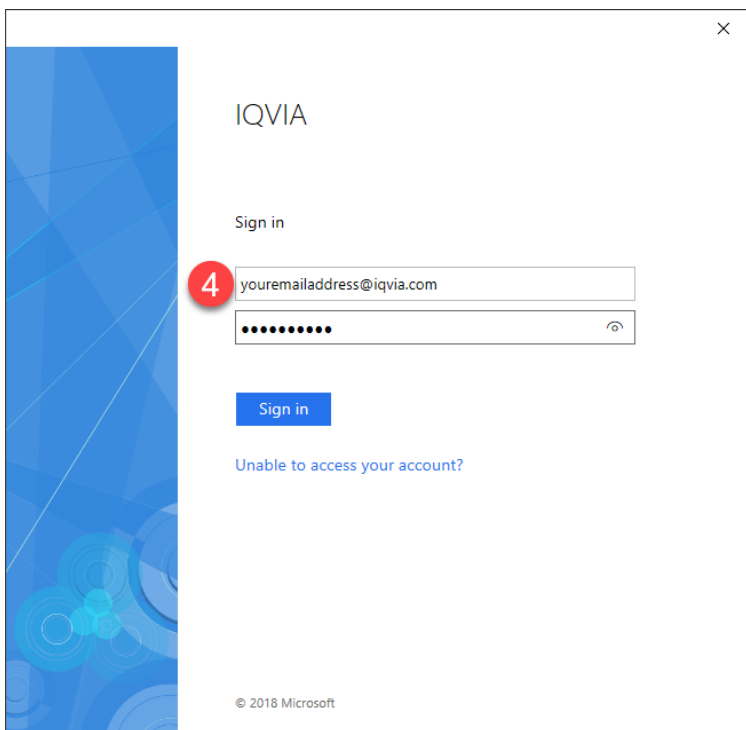 IQVIA
Sign in
4
youremailaddress@iqvia.com
••••••••••
Sign in
Unable to access your account?
© 2018 Microsoft